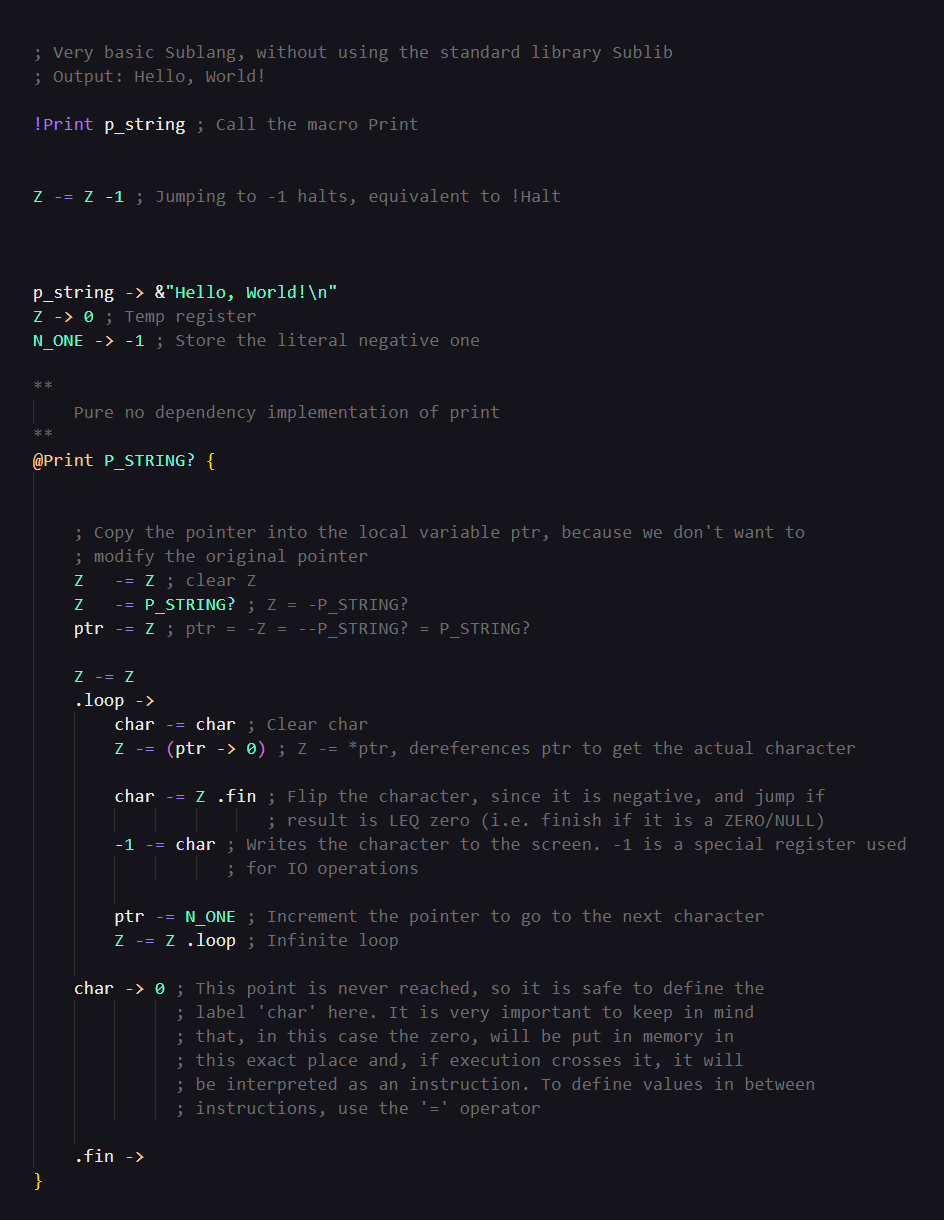 ; Very basic Sublang, without using the standard library Sublib
; Output: Hello, World!
!Print p_string ; Call the macro Print
Z -= Z -1 ; Jumping to -1 halts, equivalent to !Halt
p_string -> &"Hello, World!\n"
Z -> 0 ; Temp register
N_ONE -> -1 ; Store the literal negative one
**
Pure no dependency implementation of print
**
@Print P_STRING? {
; Copy the pointer into the local variable ptr, because we don't want to
; modify the original pointer
Z   -= Z ; clear Z
Z   -= P_STRING? ; Z = -P_STRING?
ptr -= Z ; ptr = -Z = --P_STRING? = P_STRING?
Z -= Z
.loop ->
char -= char ; Clear char
Z -= (ptr -> 0) ; Z -= *ptr, dereferences ptr to get the actual character
char -= Z .fin ; Flip the character, since it is negative, and jump if
; result is LEQ zero (i.e. finish if it is a ZERO/NULL)
-1 -= char ; Writes the character to the screen. -1 is a special register used
; for IO operations
ptr -= N_ONE ; Increment the pointer to go to the next character
Z -= Z .loop ; Infinite loop
char -> 0 ; This point is never reached, so it is safe to define the
; label 'char' here. It is very important to keep in mind
; that, in this case the zero, will be put in memory in
; this exact place and, if execution crosses it, it will
; be interpreted as an instruction. To define values in between
; instructions, use the '=' operator
.fin ->
}